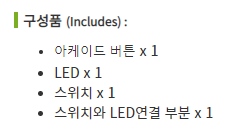 구성품 (Includes) :
• 아케이드 버튼 x 1
• LED x 1
• 스위치 x 1
• 스위치와 LED연결 부분 x 1